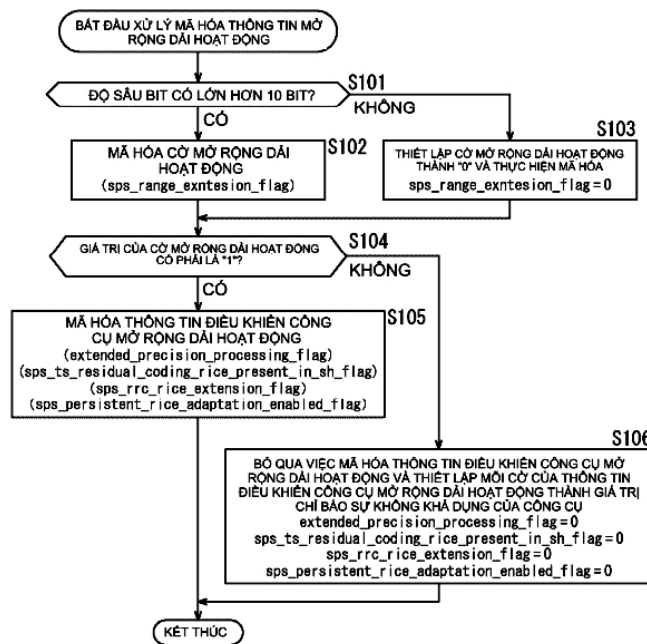 BẮT ĐẦU XỬ LÝ MÃ HÓA THÔNG TIN MỞ
RỘNG DẢI HOẠT ĐỘNG
S101
ĐỘ SÂU BIT CÓ LỚN HƠN 10 BIT?
KHÔNG
CÓ
S102
MÃ HÓA CỜ MỞ RỘNG DẢI
HOẠT ĐỘNG
(sps_range_exntesion_flag)
S103
THIẾT LẬP CỜ MỞ RỘNG DẢI HOẠT ĐỘNG
THÀNH "0" VÀ THỰC HIỆN MÃ HÓA
sps_range_exntesion_flag=0
S104
GIÁ TRỊ CỦA CỜ MỞ RỘNG DẢI HOẠT ĐỘNG
CÓ PHẢI LÀ "1"?
KHÔNG
CÓ
S105
MÃ HÓA THÔNG TIN ĐIỀU KHIỂN CÔNG
CỤ MỞ RỘNG DẢI HOẠT ĐỘNG
(extended_precision_processing_flag)
(sps_ts_residual_coding_rice_present_in_sh_flag)
(sps_rrc_rice_extension_flag)
(sps_persistent_rice_adaptation_enabled_flag)
S106
BỎ QUA VIỆC MÃ HÓA THÔNG TIN ĐIỀU KHIỂN CÔNG CỤ MỞ
RỘNG DẢI HOẠT ĐỘNG VÀ THIẾT LẬP MỖI CỜ CỦA THÔNG TIN
ĐIỀU KHIỂN CÔNG CỤ MỞ RỘNG DẢI HOẠT ĐỘNG THÀNH GIÁ TRỊ
CHỈ BÁO SỰ KHÔNG KHẢ DỤNG CỦA CÔNG CỤ
extended_precision_processing_flag=0
sps_ts_residual_coding_rice_present_in_sh_flag=0
sps_rrc_rice_extension_flag=0
sps_persistent_rice_adaptation_enabled_flag=0
KẾT THÚC